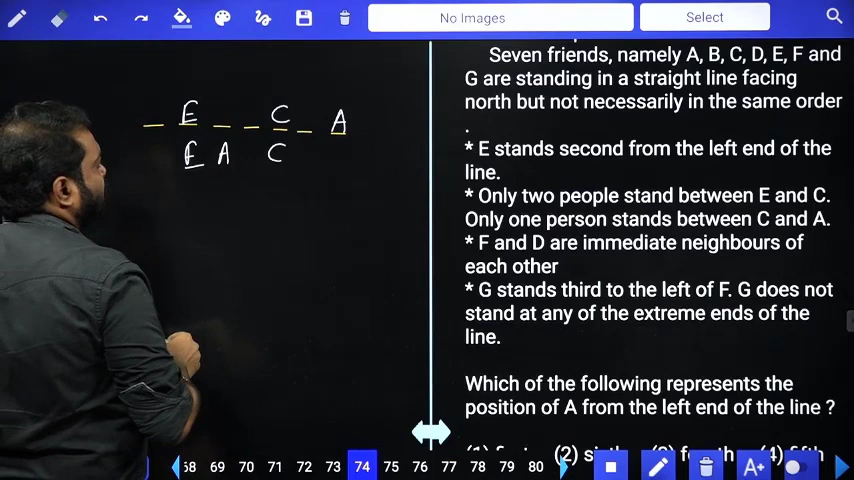 No Images
Select
E C A
E A C
Seven friends, namely A, B, C, D, E, F and
G are standing in a straight line facing
north but not necessarily in the same order
.
* E stands second from the left end of the
line.
* Only two people stand between E and C.
Only one person stands between C and A.
* F and D are immediate neighbours of
each other
* G stands third to the left of F. G does not
stand at any of the extreme ends of the
line.
Which of the following represents the
position of A from the left end of the line ?
(2) (4) fifth
68 69 70 71 72 73 74 75 76 77 78 79 80
A+